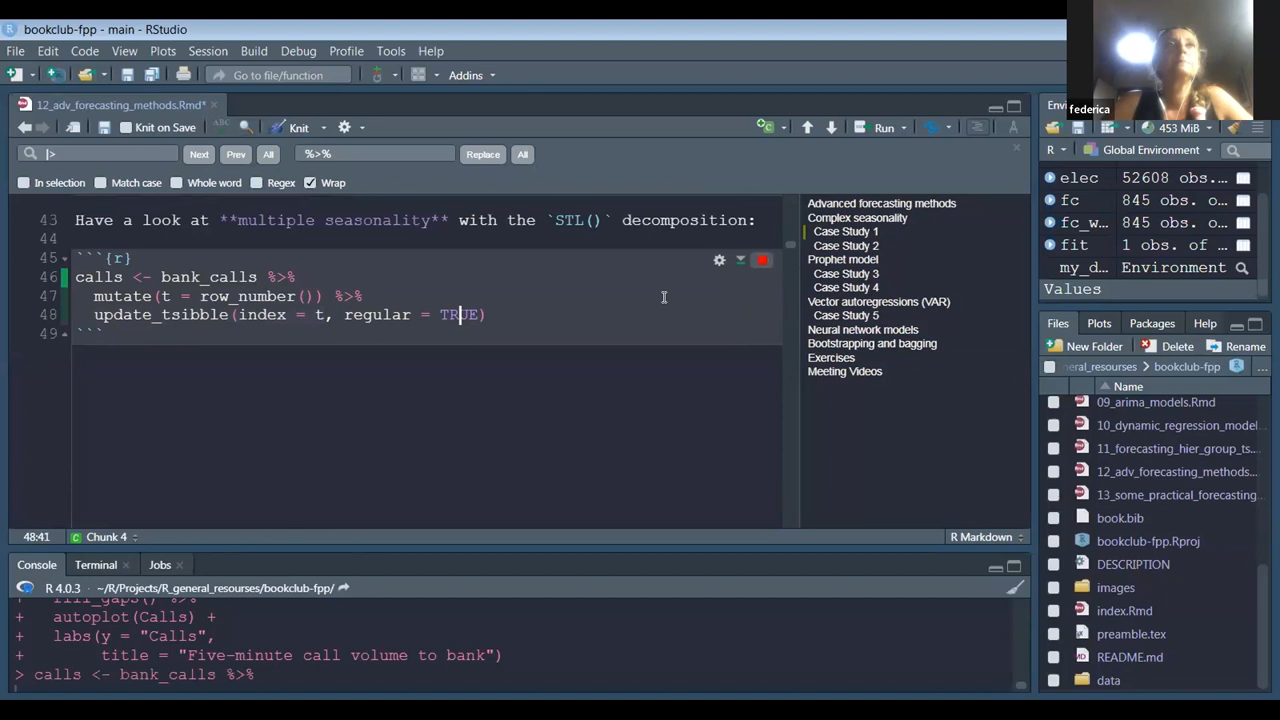 bookclub-fpp - main - RStudio
File Edit Code View Plots Session Build Debug Profile Tools Help
Go to file/function Addins
federica
12_adv_forecasting_methods.Rmd*
Knit on Save ABC Knit Run
|> Next Prev All %>% Replace All
In selection Match case Whole word Regex Wrap
43 Have a look at **multiple seasonality** with the `STL()` decomposition:
44
45 ```{r}
46 calls <- bank_calls %>%
47 mutate(t = row_number()) %>%
48 update_tsibble(index = t, regular = TRUE)
49 ```
Advanced forecasting methods
Complex seasonality
Case Study 1
Case Study 2
Prophet model
Case Study 3
Case Study 4
Vector autoregressions (VAR)
Case Study 5
Neural network models
Bootstrapping and bagging
Exercises
Meeting Videos
48:41 Chunk 4 R Markdown
Console Terminal Jobs
R 4.0.3 · ~/R/Projects/R_general_resourses/bookclub-fpp/
+ fill_gaps() %>%
+ autoplot(Calls) +
+ labs(y = "Calls",
+ title = "Five-minute call volume to bank")
> calls <- bank_calls %>%
453 MiB
R Global Environment
elec 52608 obs. …
fc 845 obs. o…
fc_w… 845 obs. o…
fit 1 obs. of …
my_d… Environment
Values
Files Plots Packages Help
New Folder Delete Rename
neral_resourses bookclub-fpp ...
Name
09_arima_models.Rmd
10_dynamic_regression_model
11_forecasting_hier_group_ts...
12_adv_forecasting_methods...
13_some_practical_forecasting
book.bib
bookclub-fpp.Rproj
DESCRIPTION
images
index.Rmd
preamble.tex
README.md
data